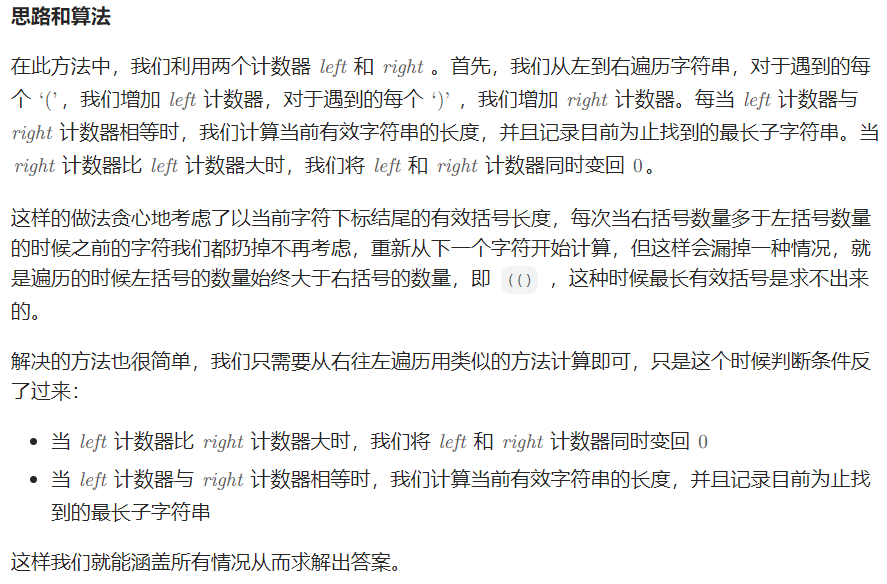 思路和算法
在此方法中，我们利用两个计数器 left 和 right 。首先，我们从左到右遍历字符串，对于遇到的每
个 ‘(’，我们增加 left 计数器，对于遇到的每个 ‘)’ ，我们增加 right 计数器。每当 left 计数器与
right 计数器相等时，我们计算当前有效字符串的长度，并且记录目前为止找到的最长子字符串。当
right 计数器比 left 计数器大时，我们将 left 和 right 计数器同时变回 0。
这样的做法贪心地考虑了以当前字符下标结尾的有效括号长度，每次当右括号数量多于左括号数量
的时候之前的字符我们都扔掉不再考虑，重新从下一个字符开始计算，但这样会漏掉一种情况，就
是遍历的时候左括号的数量始终大于右括号的数量，即 (() ，这种时候最长有效括号是求不出来
的。
解决的方法也很简单，我们只需要从右往左遍历用类似的方法计算即可，只是这个时候判断条件反
了过来：
• 当 left 计数器比 right 计数器大时，我们将 left 和 right 计数器同时变回 0
• 当 left 计数器与 right 计数器相等时，我们计算当前有效字符串的长度，并且记录目前为止找
到的最长子字符串
这样我们就能涵盖所有情况从而求解出答案。